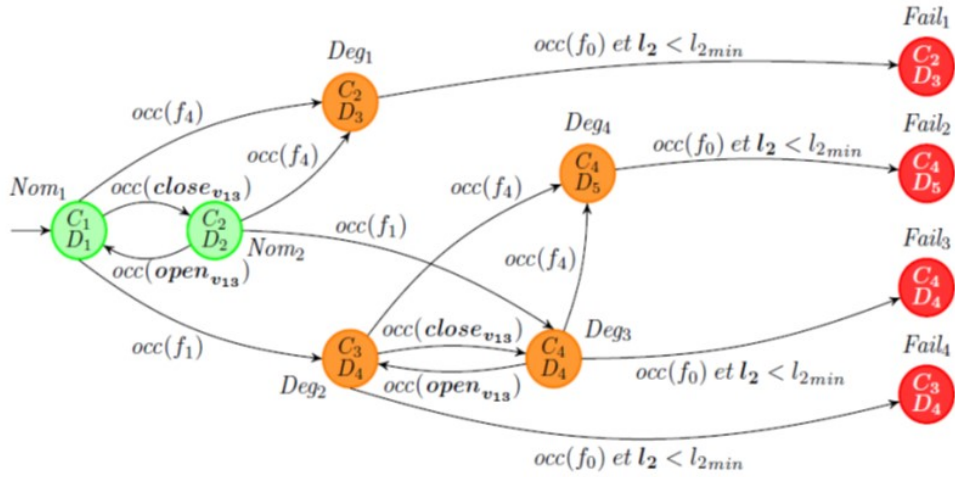 Fail₁
occ(f₀) et l₂ < l₂ₘᵢₙ
Deg₁
C₂
D₃
C₂
D₃
occ(f₄)
Deg₄
Fail₂
occ(f₀) et l₂ < l₂ₘᵢₙ
occ(f₄)
C₄
D₅
C₄
D₅
Nom₁
occ(close_v₁₃)
occ(f₄)
C₁
D₁
C₂
D₂
occ(f₁)
Nom₂
Fail₃
occ(f₄)
occ(open_v₁₃)
C₄
D₄
occ(close_v₁₃)
Deg₃
occ(f₁)
C₃
D₄
C₄
D₄
Fail₄
occ(f₀) et l₂ < l₂ₘᵢₙ
Deg₂
occ(open_v₁₃)
C₃
D₄
occ(f₀) et l₂ < l₂ₘᵢₙ